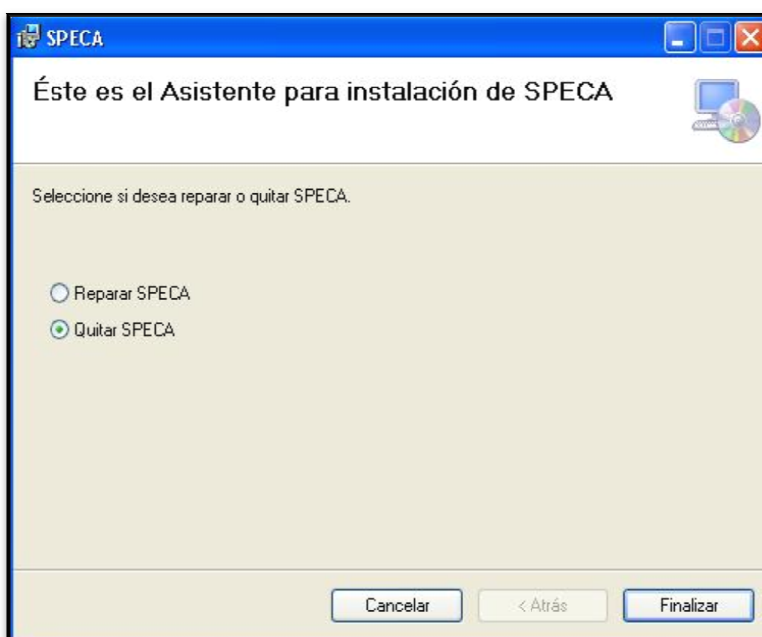 SPECA
Éste es el Asistente para instalación de SPECA
Seleccione si desea reparar o quitar SPECA.
Reparar SPECA
Quitar SPECA
Cancelar
< Atrás
Finalizar